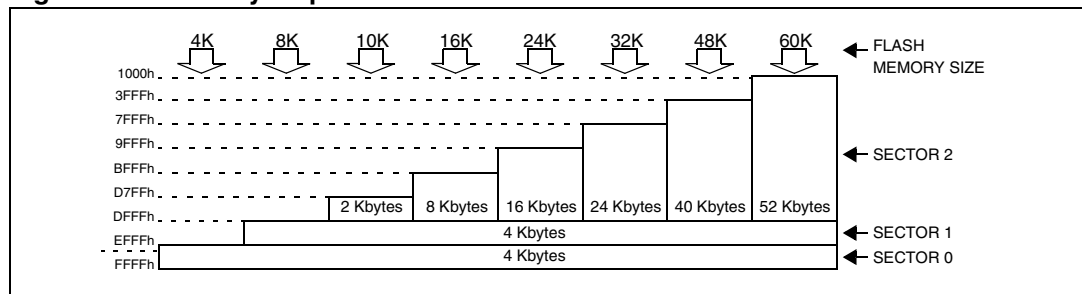 4K 8K 10K 16K 24K 32K 48K 60K FLASH
MEMORY SIZE
1000h
3FFFh
7FFFh
9FFFh
BFFFh SECTOR 2
D7FFh
2 Kbytes 8 Kbytes 16 Kbytes 24 Kbytes 40 Kbytes 52 Kbytes
DFFFh
4 Kbytes SECTOR 1
EFFFh
4 Kbytes SECTOR 0
FFFFh